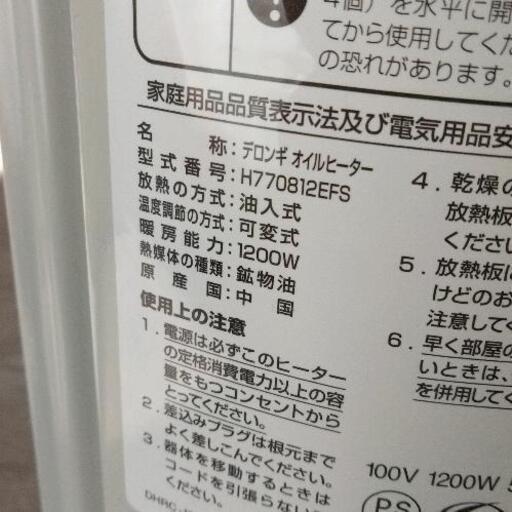 4個）を水平に開
てから使用してくだ
の恐れがあります。
家庭用品品質表示法及び電気用品安
名　　称：デロンギ オイルヒーター
型式番号：H770812EFS
放熱の方式：油入式
温度調節の方式：可変式
暖房能力：1200W
熱媒体の種類：鉱物油
原産国：中　国
使用上の注意
1．電源は必ずこのヒーター
の定格消費電力以上の容
量をもつコンセントから
とってください。
2．差込みプラグは根元まで
よく差しこんでください。
3．器体を移動するときは
コードを引張らない
ください。
4．乾燥の
放熱板
ください
5．放熱板に
けどのお
注意してく
6．早く部屋の
いときは、
を併用してく
100V 1200W 5
PS
DHRC-